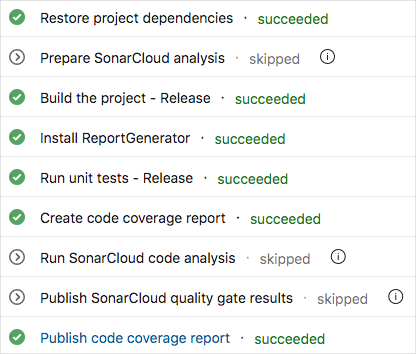 Restore project dependencies · succeeded
Prepare SonarCloud analysis · skipped
Build the project - Release · succeeded
Install ReportGenerator · succeeded
Run unit tests - Release · succeeded
Create code coverage report · succeeded
Run SonarCloud code analysis · skipped
Publish SonarCloud quality gate results · skipped
Publish code coverage report · succeeded